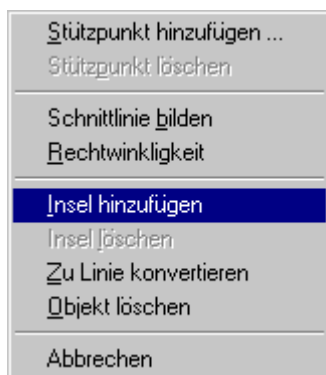 Stützpunkt hinzufügen ...
Stützpunkt löschen
Schnittlinie bilden
Rechtwinkligkeit
Insel hinzufügen
Insel löschen
Zu Linie konvertieren
Objekt löschen
Abbrechen